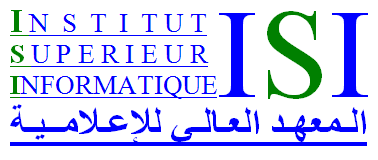 INSTITUT
SUPERIEUR
INFORMATIQUE
ISI
المعهد العالي للإعلامية